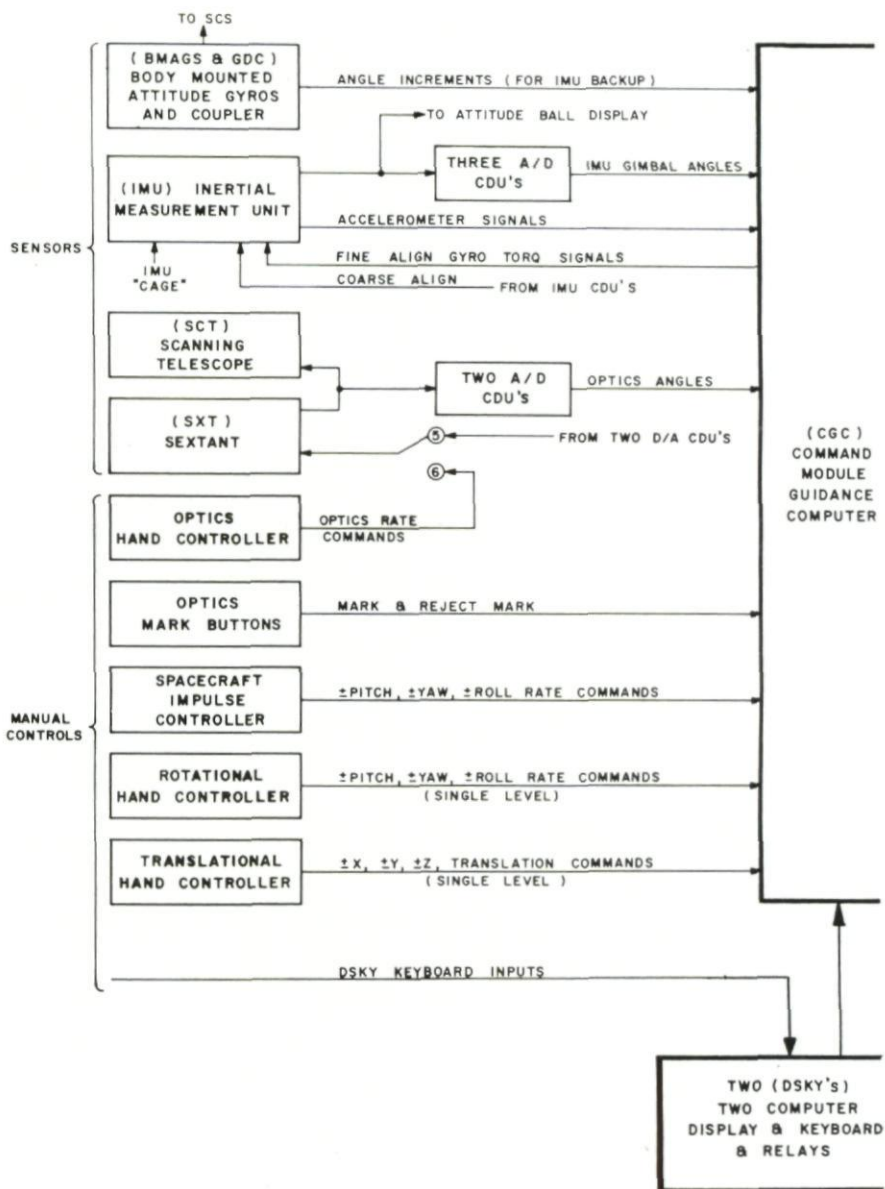 TO SCS
(BMAGS & GDC)
BODY MOUNTED
ATTITUDE GYROS
AND COUPLER
ANGLE INCREMENTS (FOR IMU BACKUP)
TO ATTITUDE BALL DISPLAY
THREE A/D
CDU'S
IMU GIMBAL ANGLES
(IMU) INERTIAL
MEASUREMENT UNIT
ACCELEROMETER SIGNALS
SENSORS
FINE ALIGN GYRO TORQ SIGNALS
IMU
"CAGE"
COARSE ALIGN
FROM IMU CDU'S
(SCT)
SCANNING
TELESCOPE
TWO A/D
CDU'S
OPTICS ANGLES
(SXT)
SEXTANT
5
FROM TWO D/A CDU'S
6
(CGC)
COMMAND
MODULE
GUIDANCE
COMPUTER
OPTICS
HAND CONTROLLER
OPTICS RATE
COMMANDS
OPTICS
MARK BUTTONS
MARK & REJECT MARK
SPACECRAFT
IMPULSE
CONTROLLER
±PITCH, ±YAW, ±ROLL RATE COMMANDS
MANUAL
CONTROLS
ROTATIONAL
HAND CONTROLLER
±PITCH, ±YAW, ±ROLL RATE COMMANDS
(SINGLE LEVEL)
TRANSLATIONAL
HAND CONTROLLER
±X, ±Y, ±Z, TRANSLATION COMMANDS
(SINGLE LEVEL)
DSKY KEYBOARD INPUTS
TWO (DSKY's)
TWO COMPUTER
DISPLAY & KEYBOARD
& RELAYS